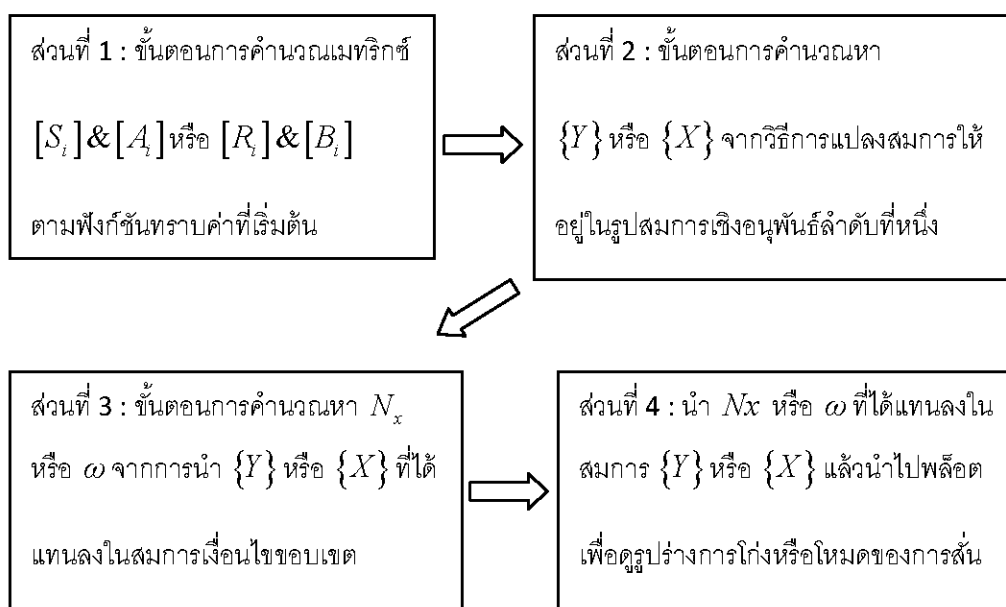 ส่วนที่ 1 : ขั้นตอนการคำนวณเมทริกซ์
[S_i]&[A_i] หรือ [R_i]&[B_i]
ตามฟังก์ชันทราบค่าที่เริ่มต้น
ส่วนที่ 2 : ขั้นตอนการคำนวณหา
{Y} หรือ {X} จากวิธีการแปลงสมการให้
อยู่ในรูปสมการเชิงอนุพันธ์ลำดับที่หนึ่ง
ส่วนที่ 3 : ขั้นตอนการคำนวณหา N_x
หรือ ω จากการนำ {Y} หรือ {X} ที่ได้
แทนลงในสมการเงื่อนไขขอบเขต
ส่วนที่ 4 : นำ Nx หรือ ω ที่ได้แทนลงใน
สมการ {Y} หรือ {X} แล้วนำไปพล็อต
เพื่อดูรูปร่างการโก่งหรือโหมดของการสั่น